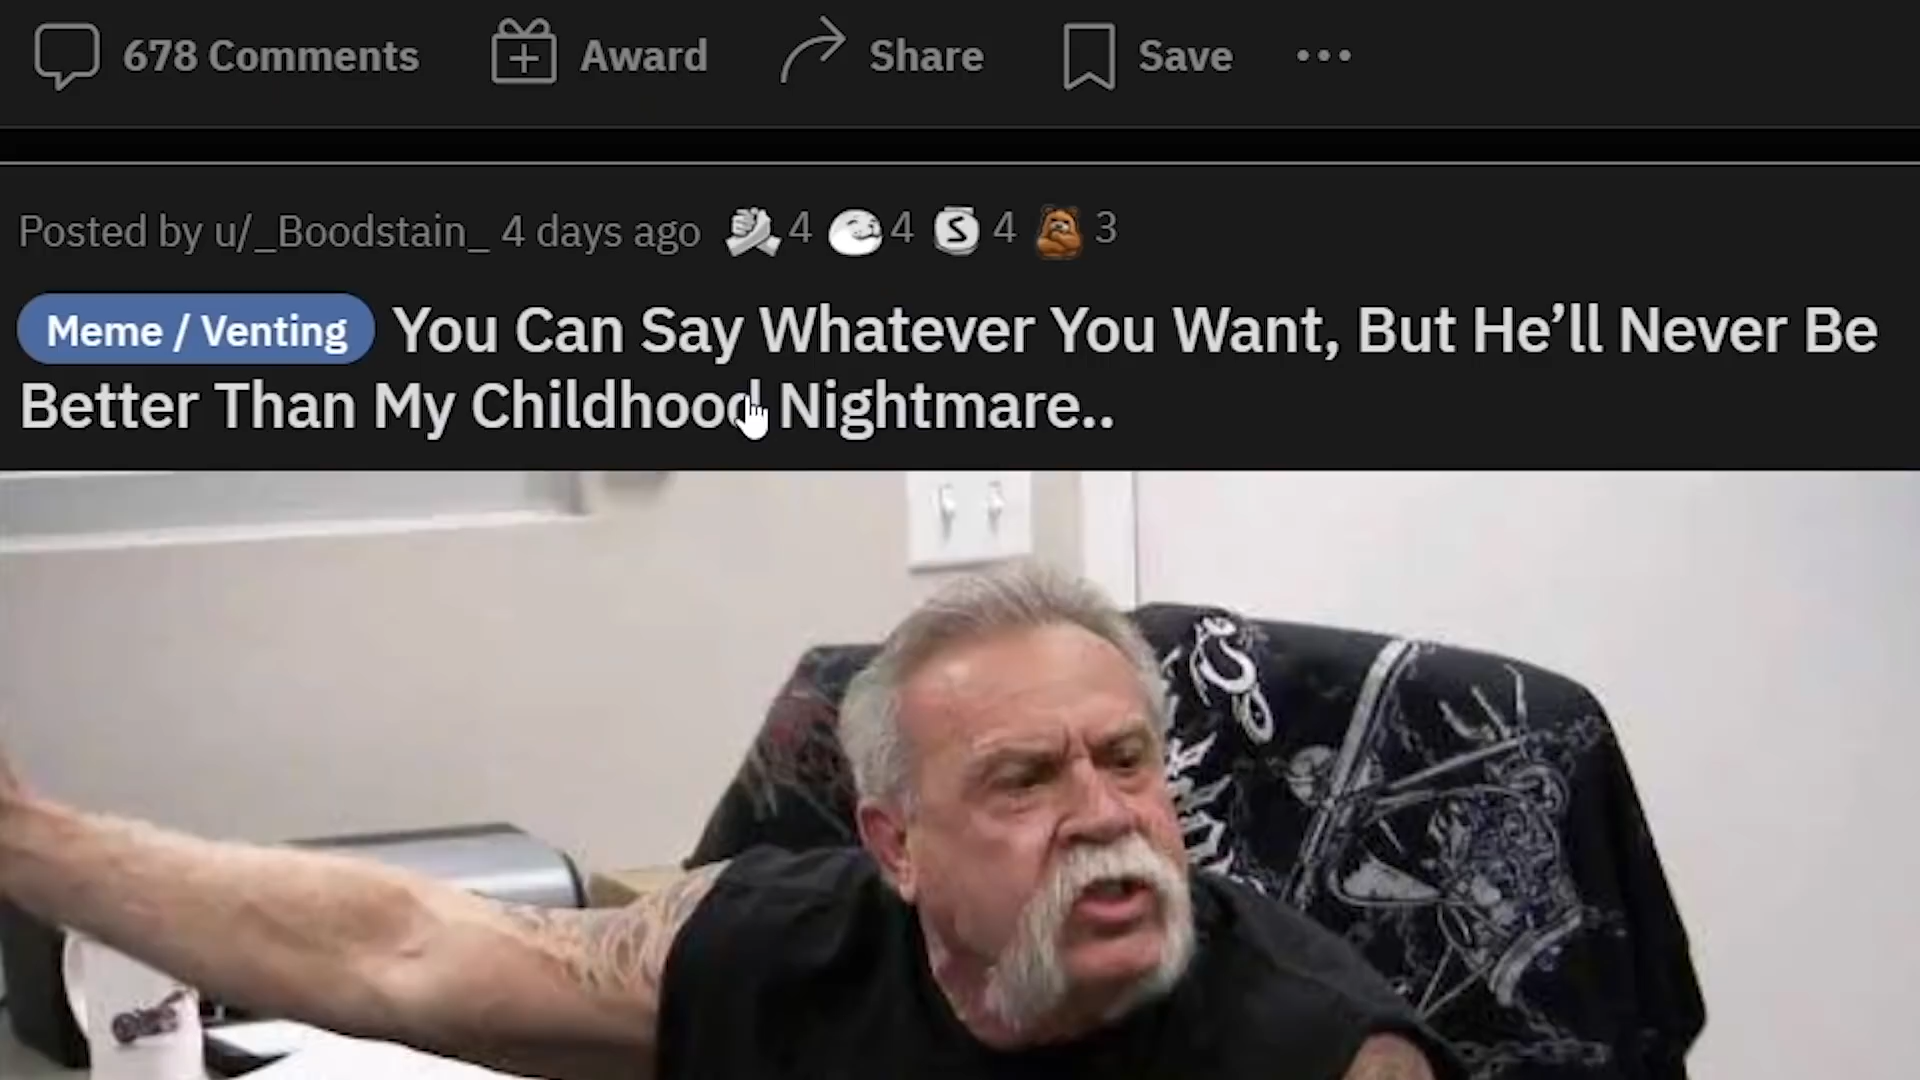 678 Comments Award Share Save
Posted by u/_Boodstain_ 4 days ago 4 4 S 4 3
Meme / Venting You Can Say Whatever You Want, But He’ll Never Be
Better Than My Childhood Nightmare..